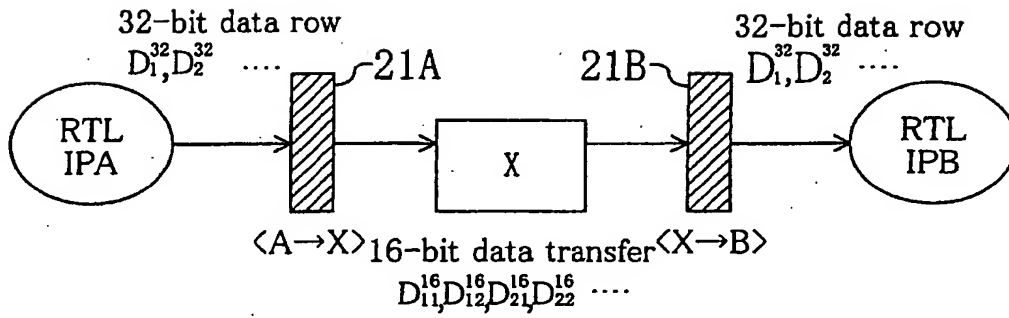 32-bit data row
D₁³²,D₂³² ····
21A
21B
32-bit data row
D₁³²,D₂³² ····
RTL
IPA
X
RTL
IPB
<A→X>
16-bit data transfer
<X→B>
D₁₁¹⁶,D₁₂¹⁶,D₂₁¹⁶,D₂₂¹⁶ ····